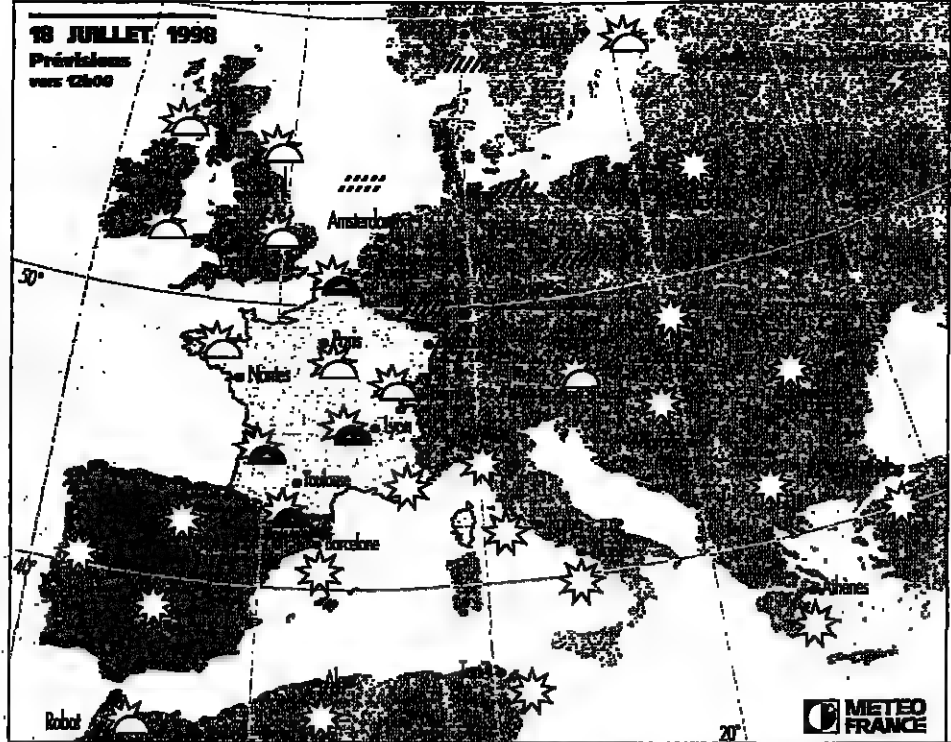 18 JUILLET 1998
Prévisions
vers 12h00
Amsterdam
50°
Paris
Nantes
Lyon
Toulouse
Barcelone
40°
Athènes
Rabat
20°
METEO
FRANCE